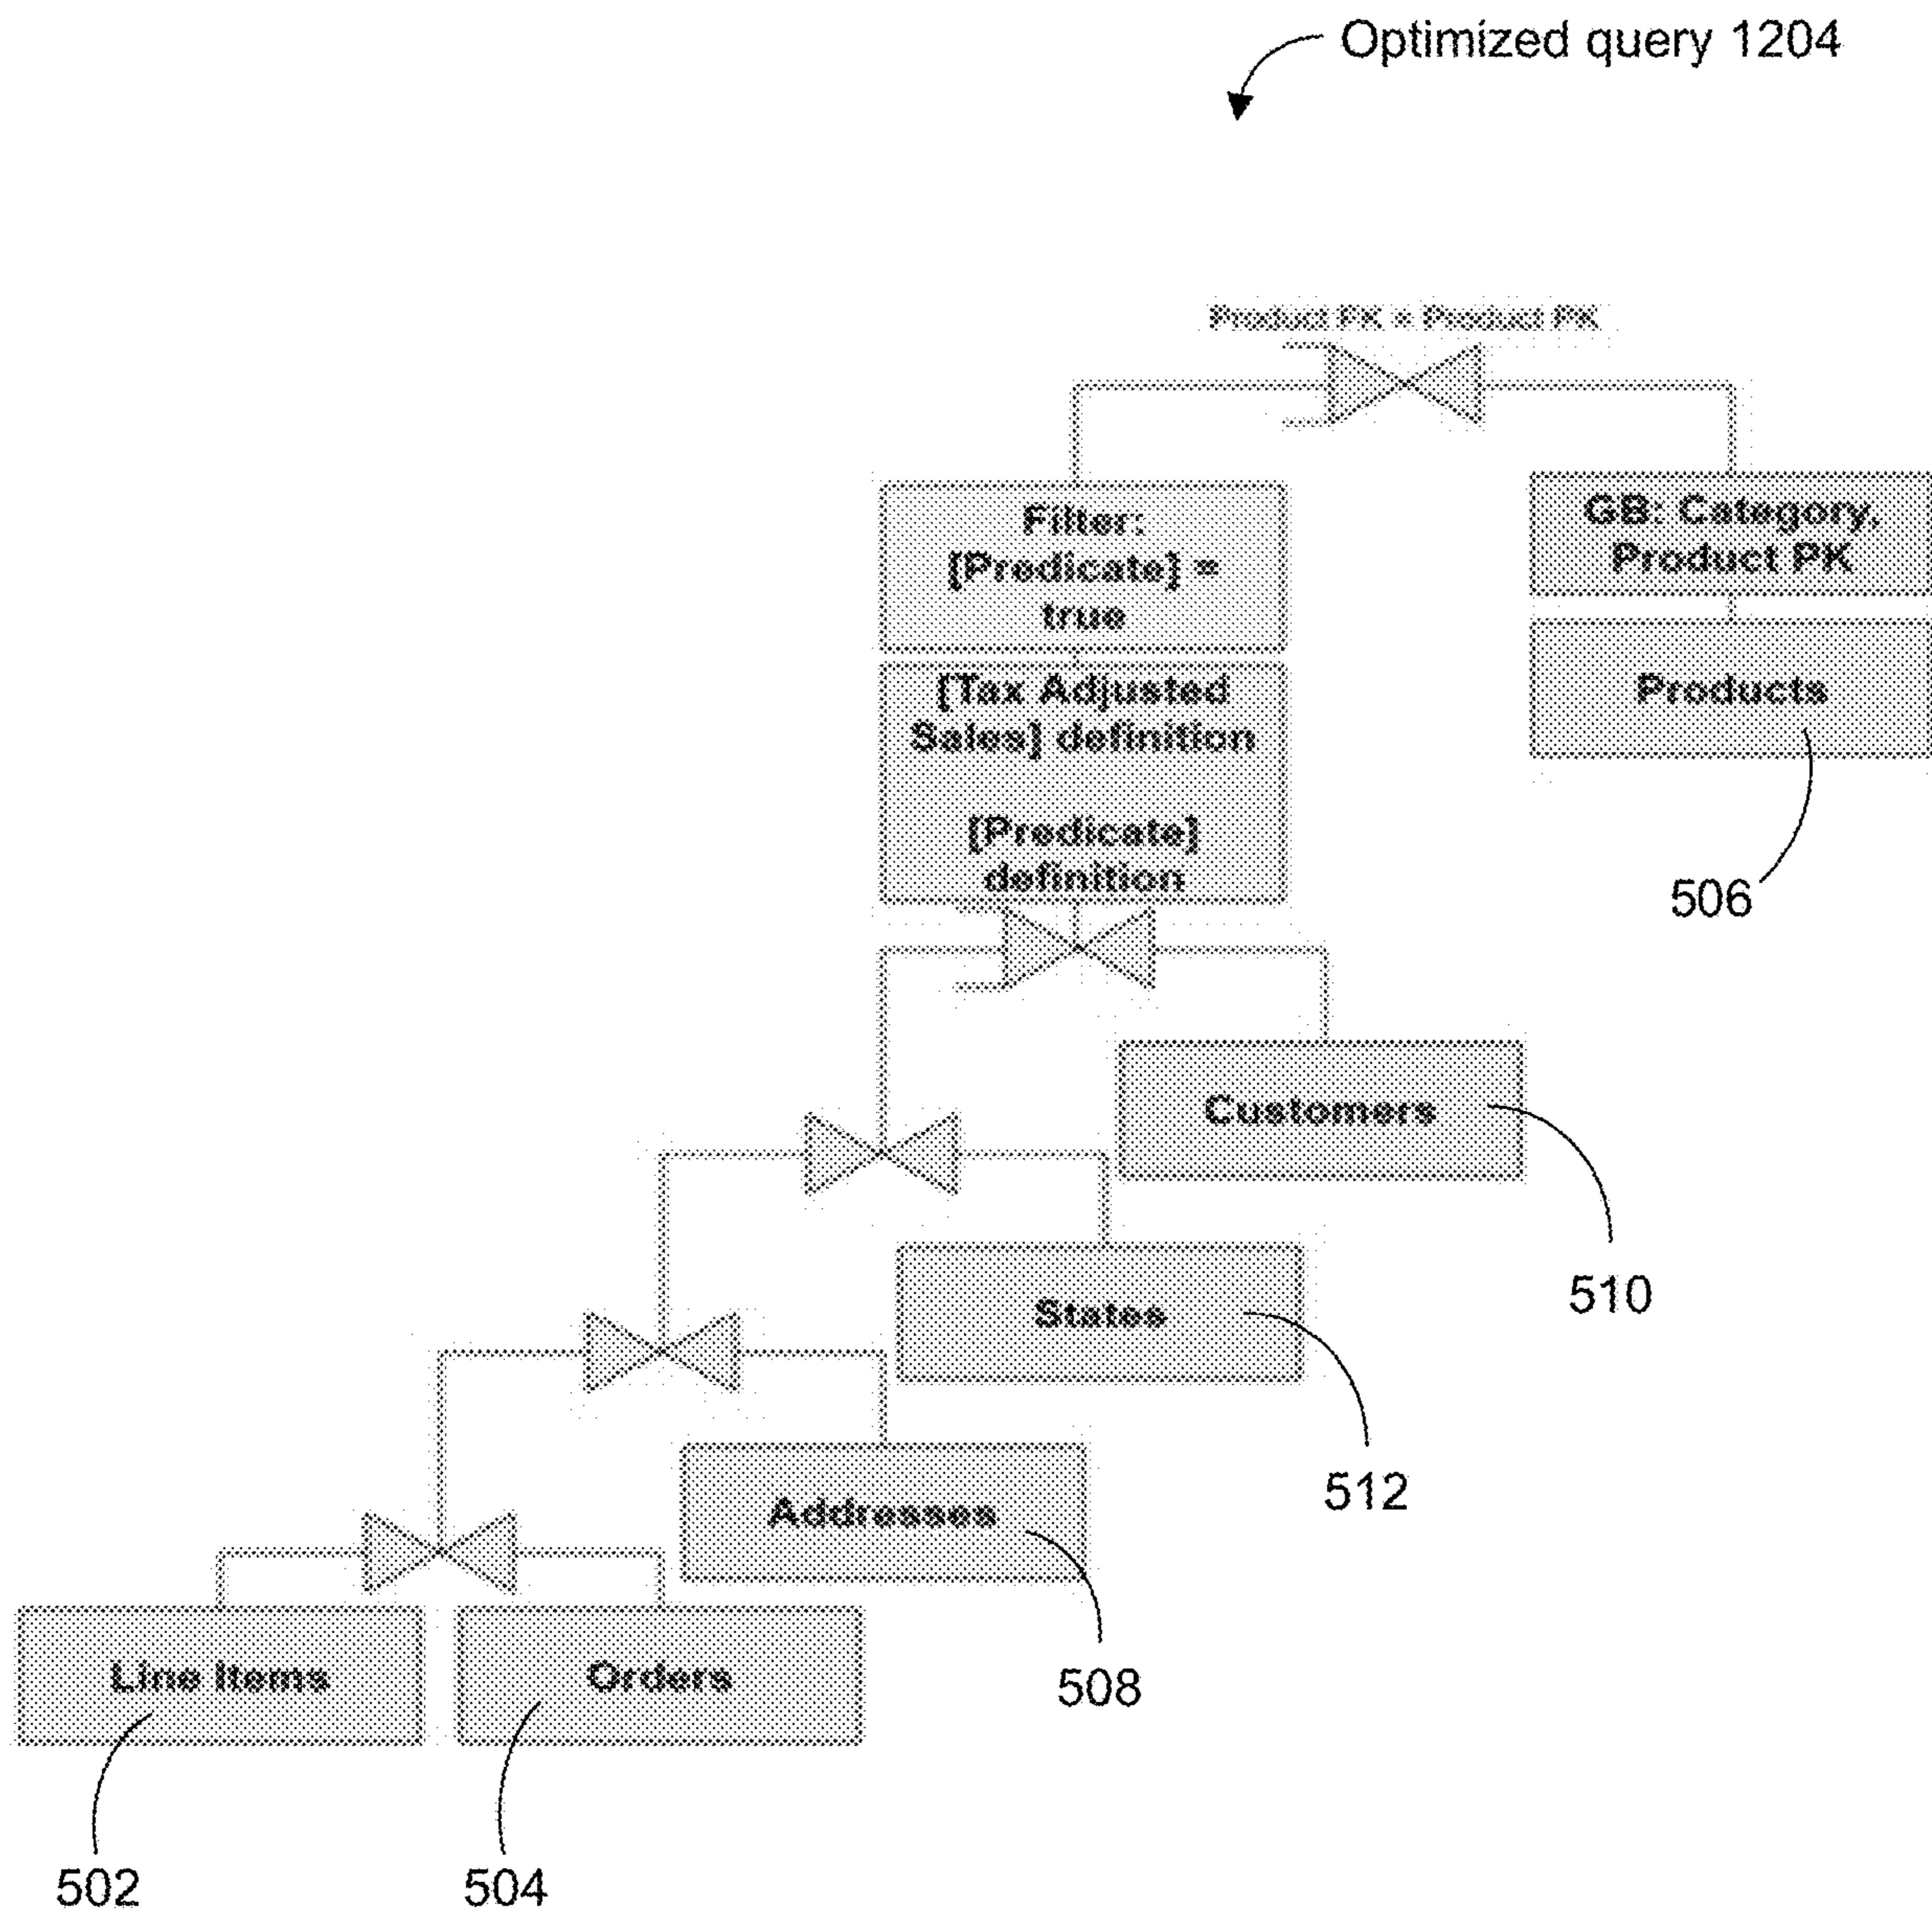 Optimized query 1204
Product PK = Product PK
Filter:
[Predicate] =
true
GB: Category,
Product PK
[Tax Adjusted
Sales] definition
[Predicate]
definition
Products
506
Customers
510
States
512
Addresses
508
Line Items
Orders
502
504